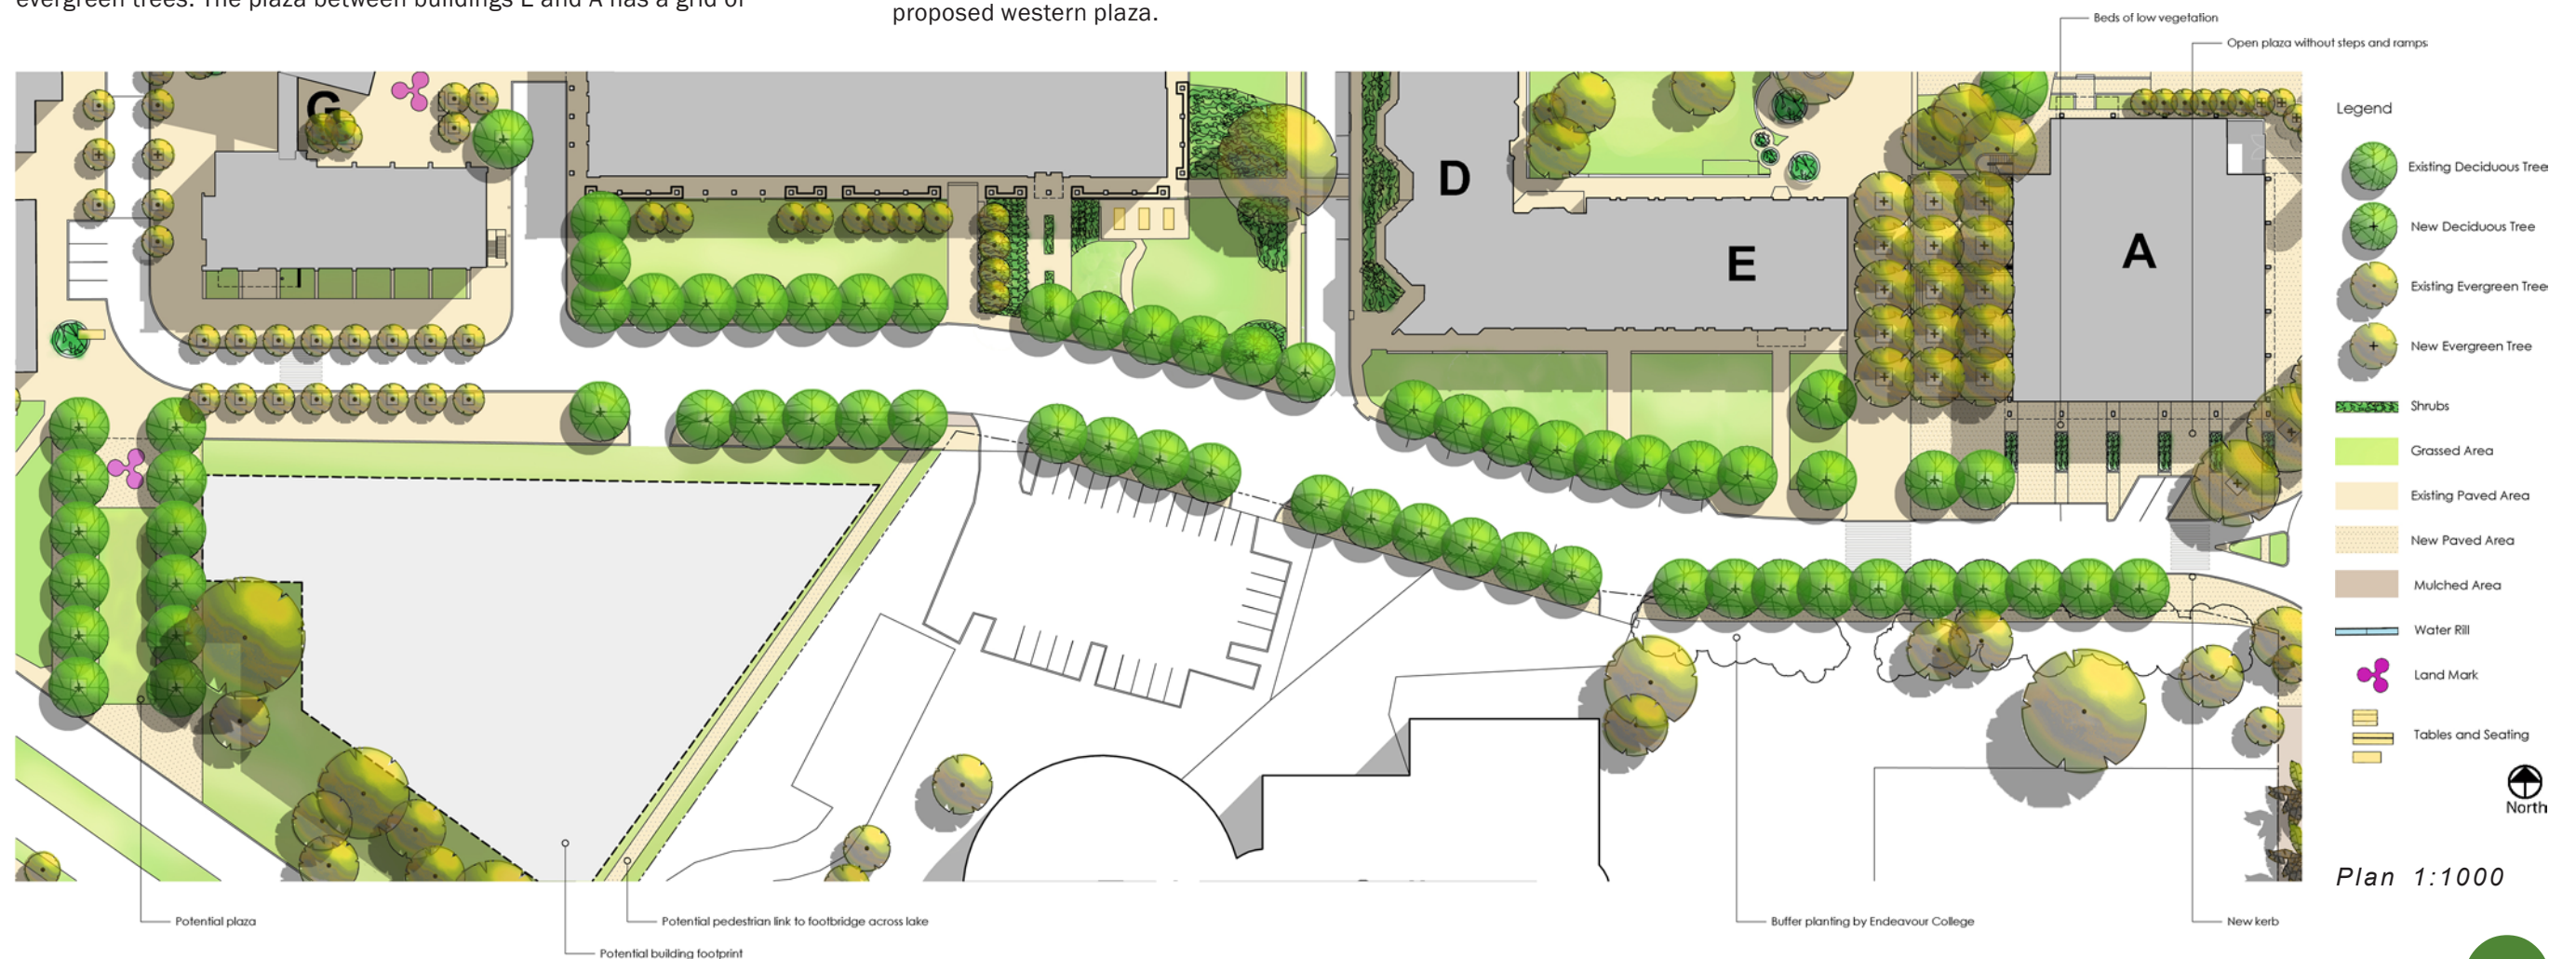 evergreen trees. The plaza between buildings E and A has a grid of
proposed western plaza.
Beds of low vegetation
Open plaza without steps and ramps
G
D
E
A
Legend
Existing Deciduous Tree
New Deciduous Tree
Existing Evergreen Tree
New Evergreen Tree
Shrubs
Grassed Area
Existing Paved Area
New Paved Area
Mulched Area
Water Rill
Land Mark
Tables and Seating
North
Plan 1:1000
Potential plaza
Potential pedestrian link to footbridge across lake
Potential building footprint
Buffer planting by Endeavour College
New kerb